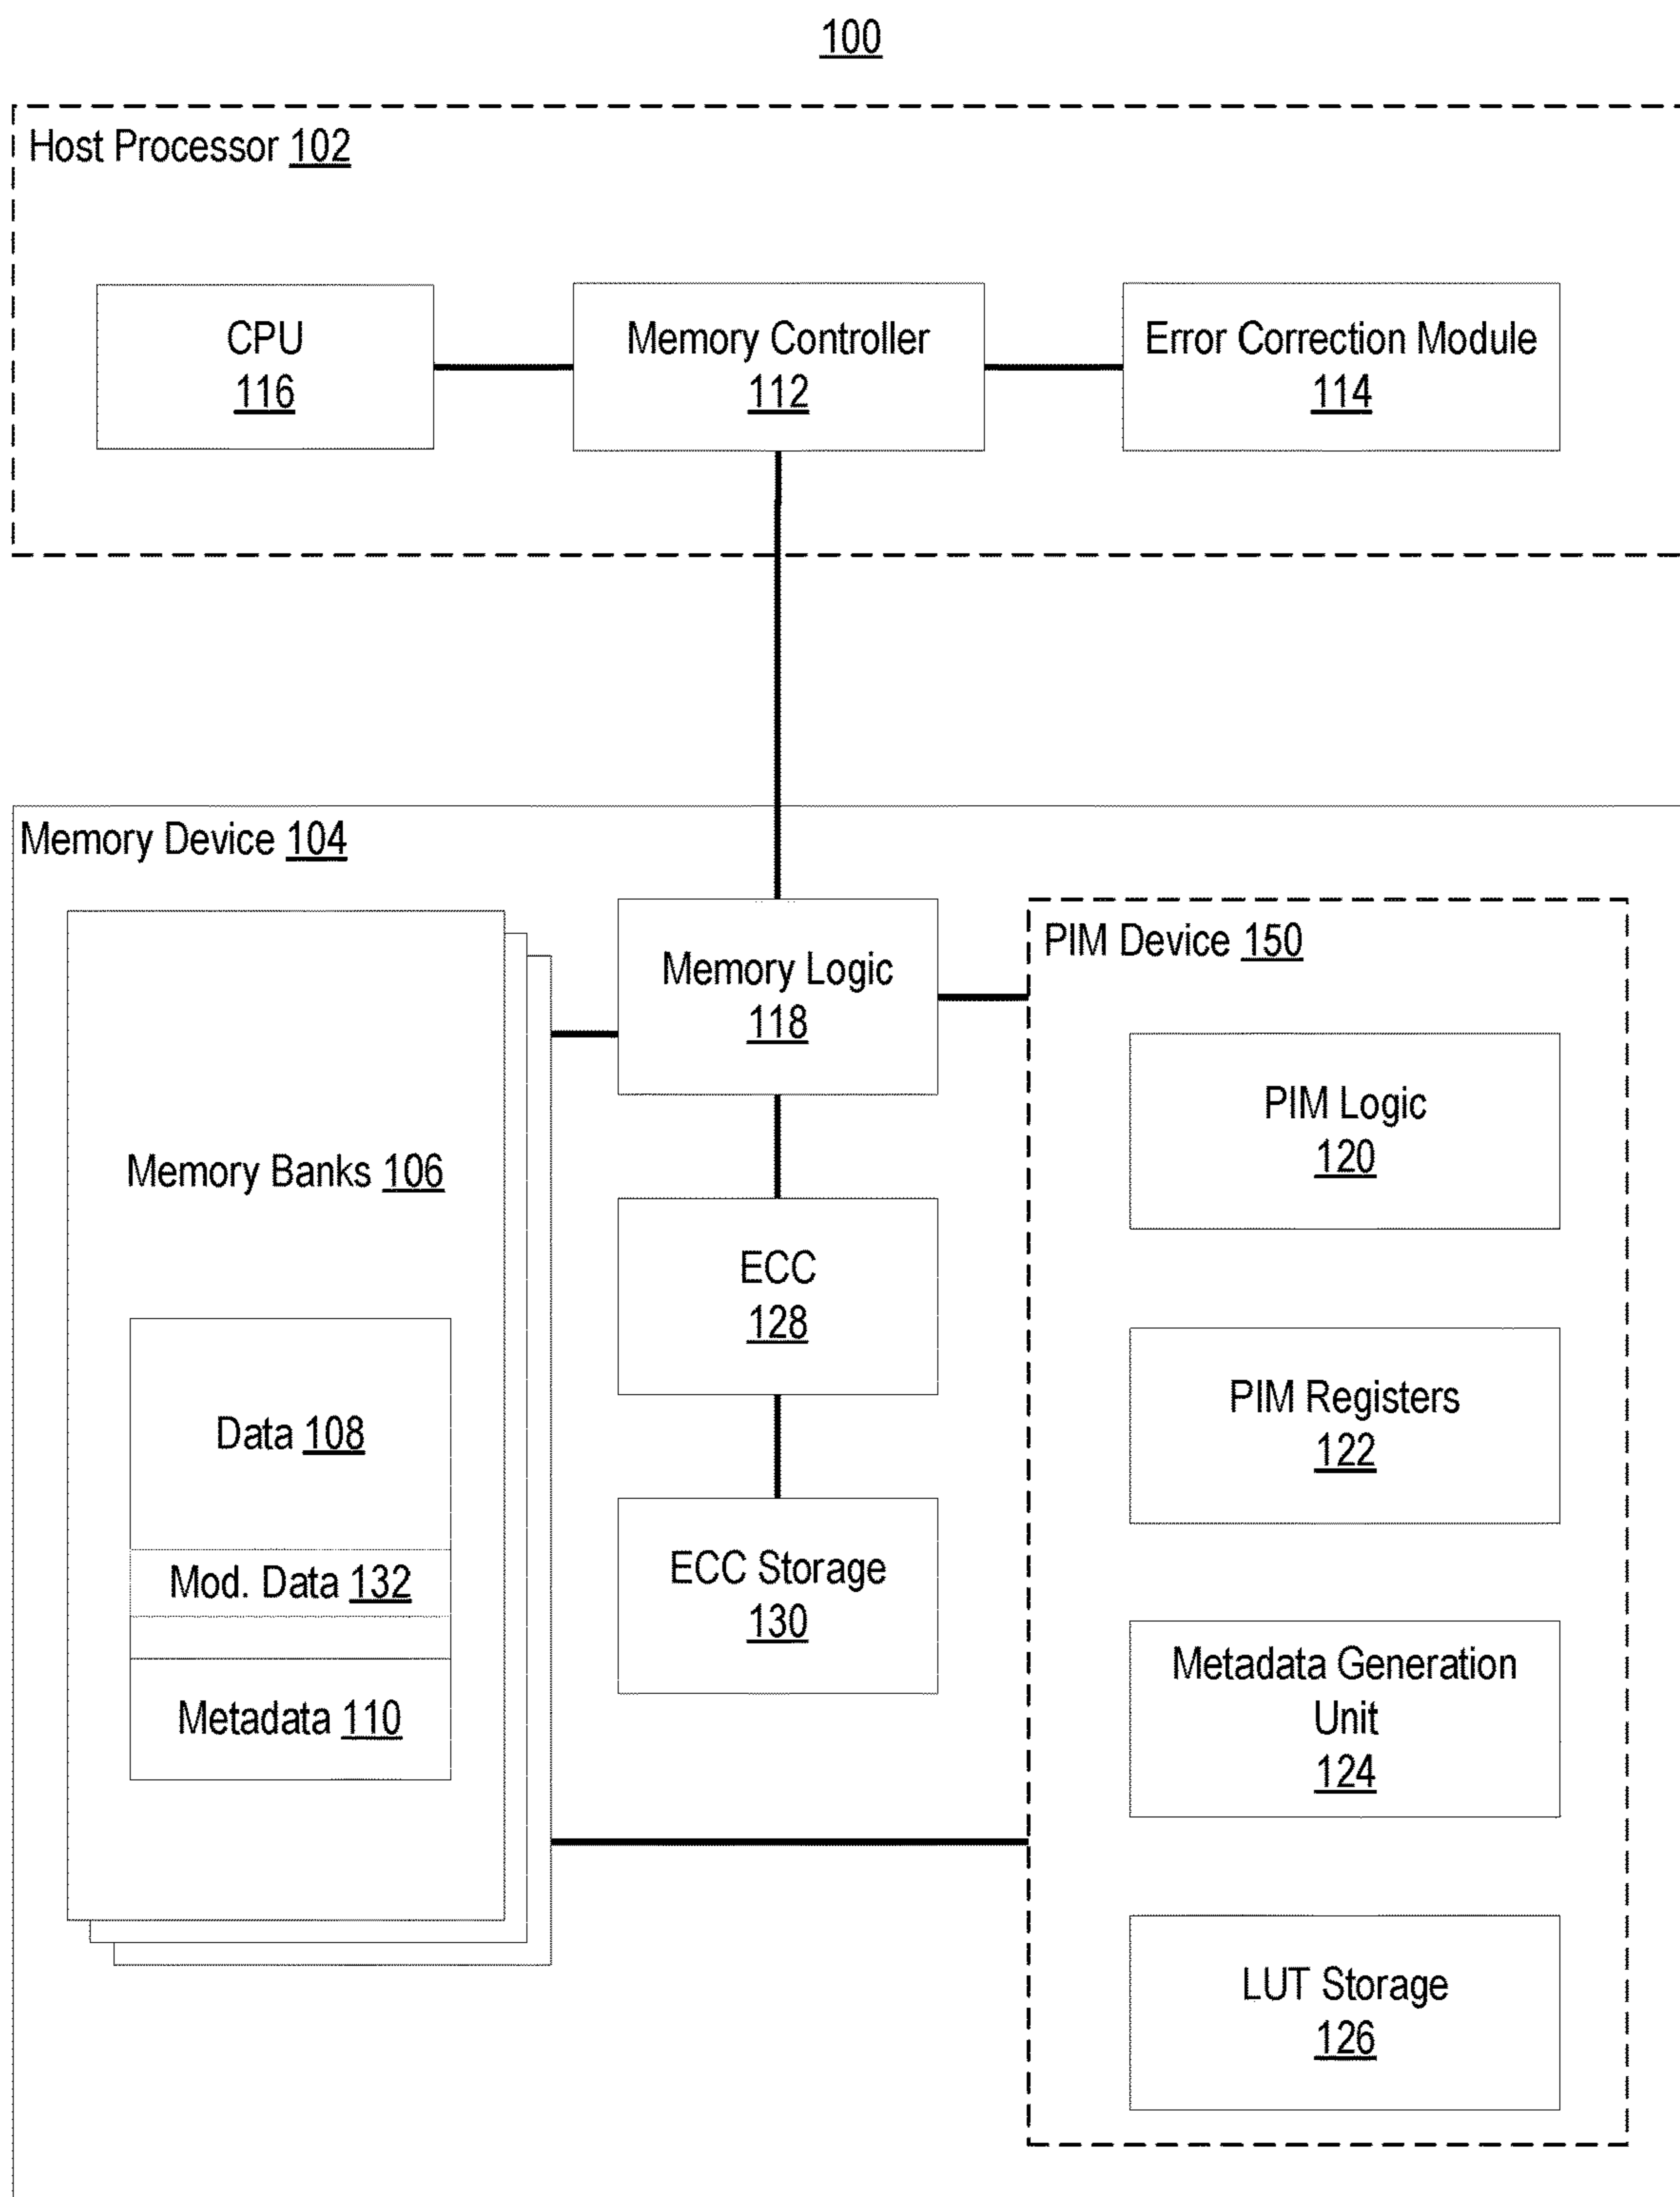 100
Host Processor 102
CPU
116
Memory Controller
112
Error Correction Module
114
Memory Device 104
Memory Banks 106
Data 108
Mod. Data 132
Metadata 110
Memory Logic
118
ECC
128
ECC Storage
130
PIM Device 150
PIM Logic
120
PIM Registers
122
Metadata Generation
Unit
124
LUT Storage
126